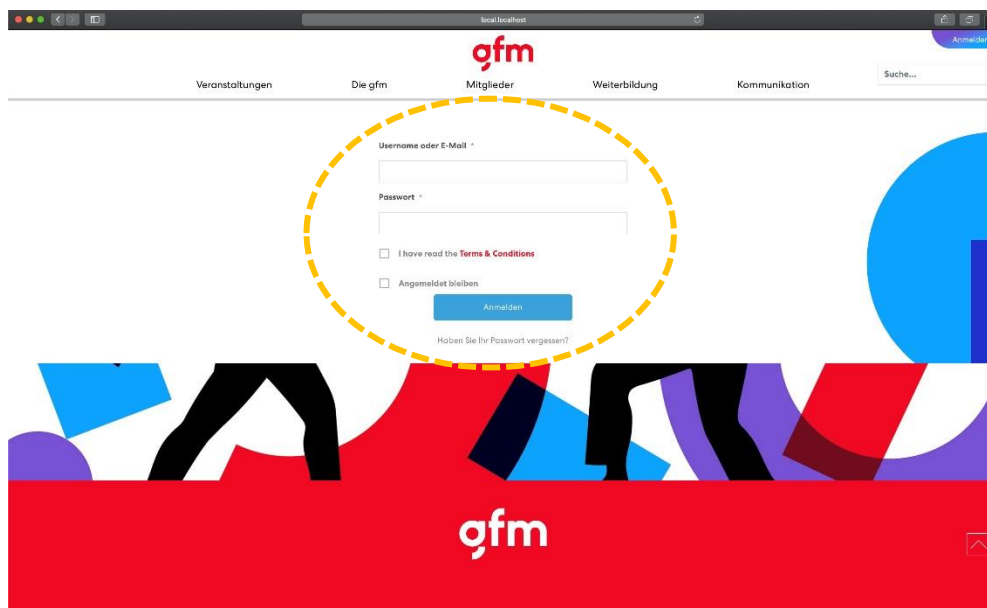 local.localhost
Anmelden
gfm
Suche...
Veranstaltungen Die gfm Mitglieder Weiterbildung Kommunikation
Username oder E-Mail *
Passwort *
I have read the Terms & Conditions
Angemeldet bleiben
Anmelden
Haben Sie Ihr Passwort vergessen?
gfm